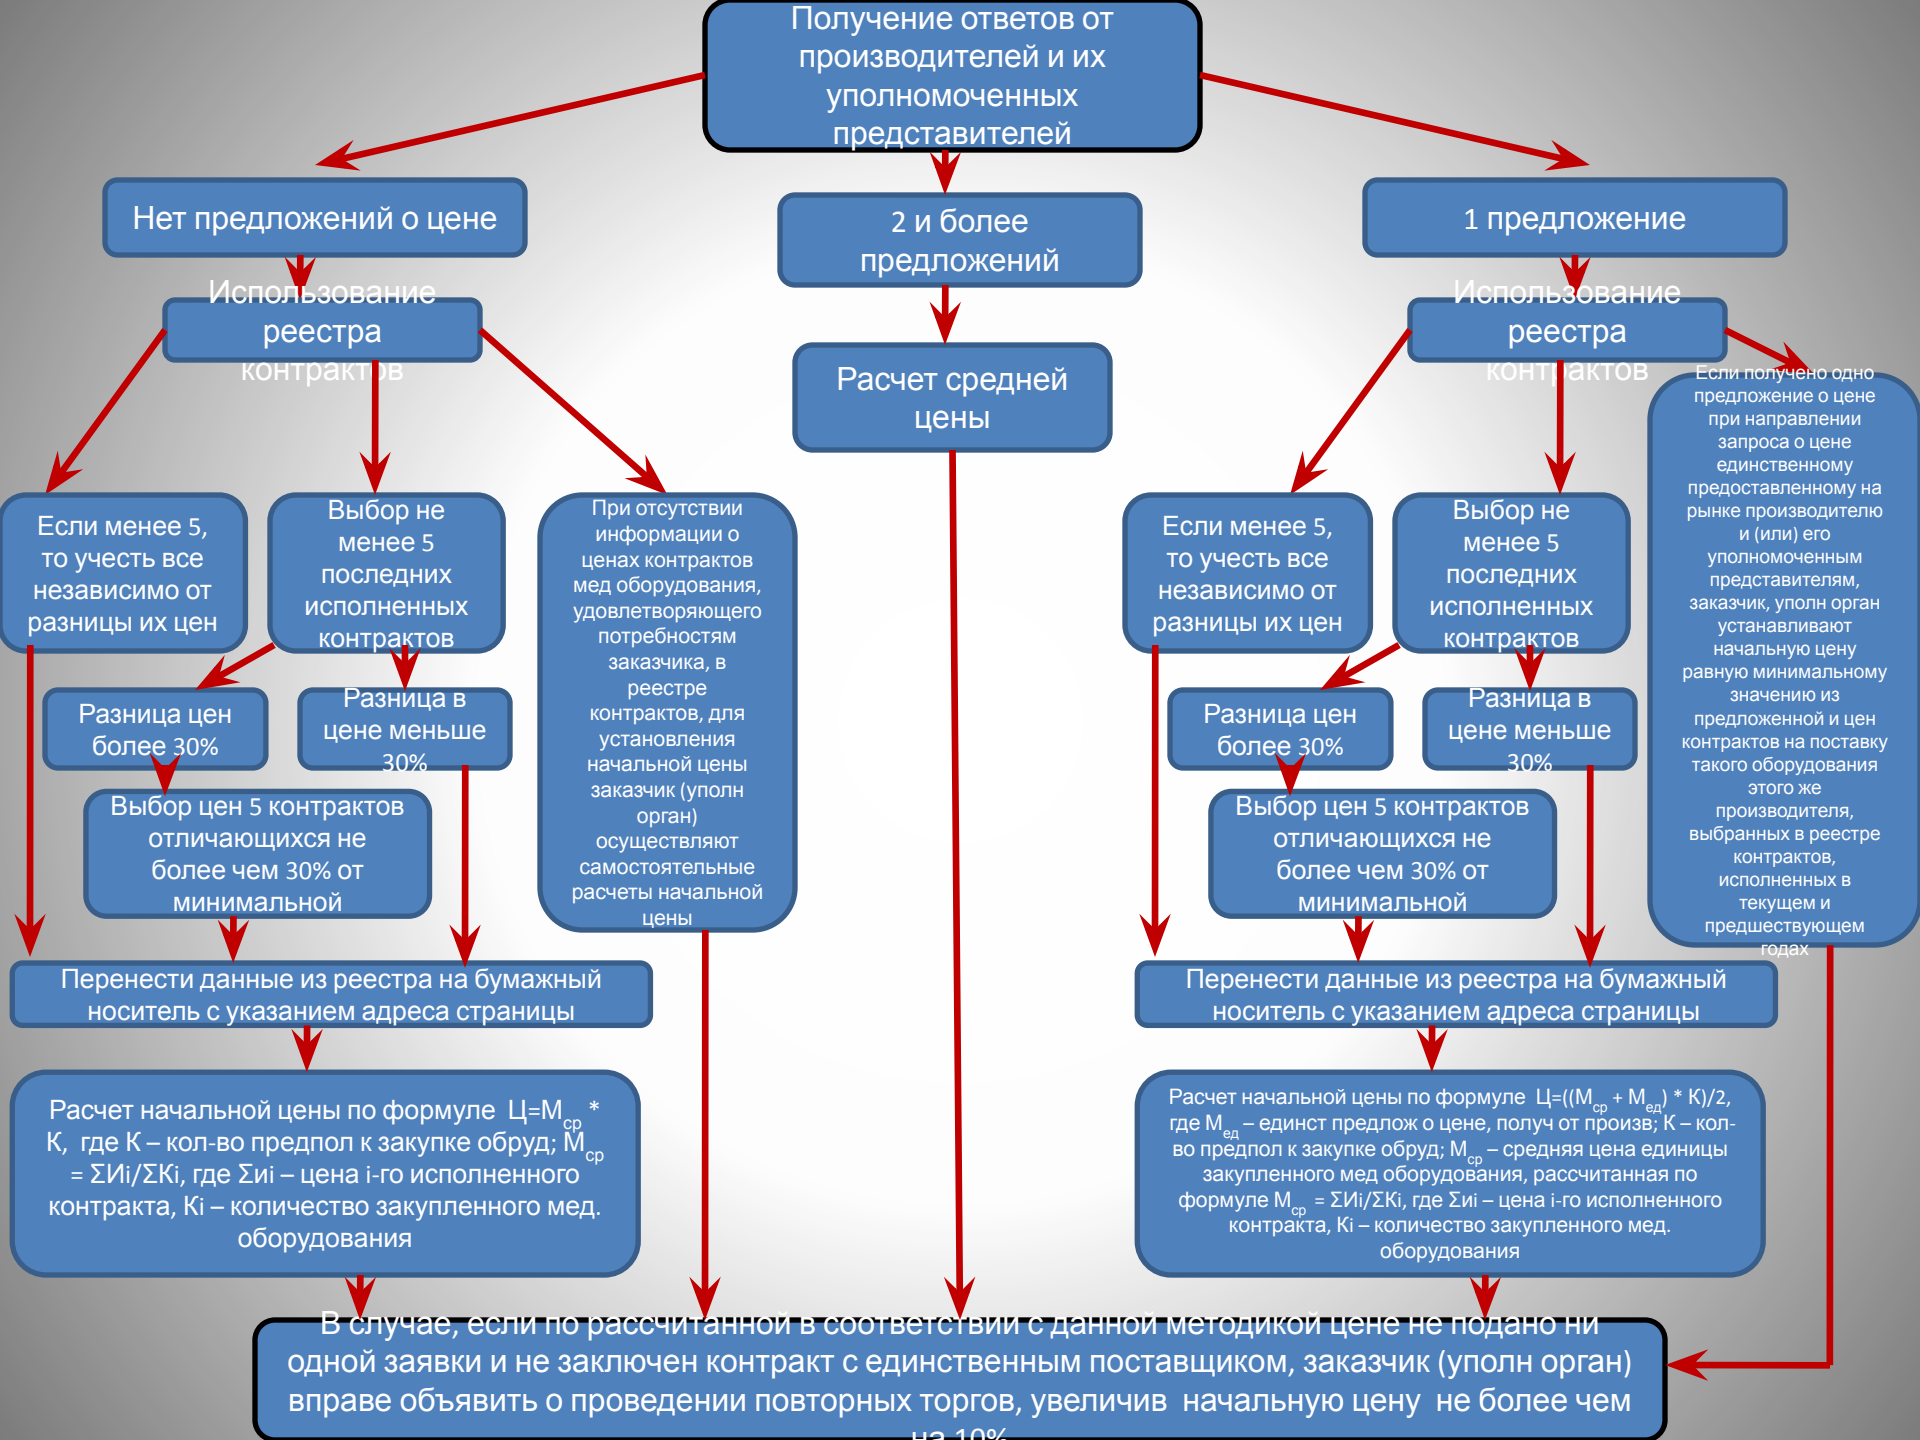 Получение ответов от
производителей и их
уполномоченных
представителей
Нет предложений о цене
2 и более
предложений
1 предложение
Использование
реестра
контрактов
Расчет средней
цены
Использование
реестра
контрактов
Если менее 5,
то учесть все
независимо от
разницы их цен
Выбор не
менее 5
последних
исполненных
контрактов
При отсутствии
информации о
ценах контрактов
мед оборудования,
удовлетворяющего
потребностям
заказчика, в
реестре
контрактов, для
установления
начальной цены
заказчик (уполн
орган)
осуществляют
самостоятельные
расчеты начальной
цены
Разница цен
более 30%
Разница в
цене меньше
30%
Выбор цен 5 контрактов
отличающихся не
более чем 30% от
минимальной
Перенести данные из реестра на бумажный
носитель с указанием адреса страницы
Расчет начальной цены по формуле Ц=Мср *
К, где К – кол-во предпол к закупке обруд; Мср
= ΣИi/ΣКi, где Σиi – цена i-го исполненного
контракта, Кi – количество закупленного мед.
оборудования
Если менее 5,
то учесть все
независимо от
разницы их цен
Выбор не
менее 5
последних
исполненных
контрактов
Если получено одно
предложение о цене
при направлении
запроса о цене
единственному
предоставленному на
рынке производителю
и (или) его
уполномоченным
представителям,
заказчик, уполн орган
устанавливают
начальную цену
равную минимальному
значению из
предложенной и цен
контрактов на поставку
такого оборудования
этого же
производителя,
выбранных в реестре
контрактов,
исполненных в
текущем и
предшествующем
годах
Разница цен
более 30%
Разница в
цене меньше
30%
Выбор цен 5 контрактов
отличающихся не
более чем 30% от
минимальной
Перенести данные из реестра на бумажный
носитель с указанием адреса страницы
Расчет начальной цены по формуле Ц=((Мср + Мед) * К)/2,
где Мед – единст предлож о цене, получ от произв; К – кол-
во предпол к закупке обруд; Мср – средняя цена единицы
закупленного мед оборудования, рассчитанная по
формуле Мср = ΣИi/ΣКi, где Σиi – цена i-го исполненного
контракта, Кi – количество закупленного мед.
оборудования
В случае, если по рассчитанной в соответствии с данной методикой цене не подано ни
одной заявки и не заключен контракт с единственным поставщиком, заказчик (уполн орган)
вправе объявить о проведении повторных торгов, увеличив начальную цену не более чем
на 10%